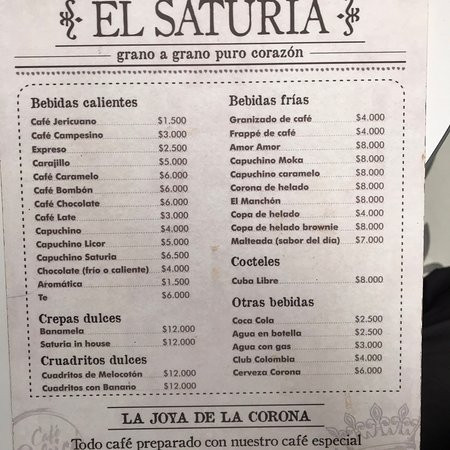 EL SATURIA
grano a grano puro corazón
Bebidas calientes
Café Jericuano $1.500
Café Campesino $3.000
Expreso $2.500
Carajillo $5.000
Café Caramelo $6.000
Café Bombón $6.000
Café Chocolate $6.000
Café Late $3.000
Capuchino $4.000
Capuchino Licor $5.000
Capuchino Saturia $6.500
Chocolate (frío o caliente) $4.000
Aromática $1.500
Te $6.000
Crepas dulces
Banamela $12.000
Saturia in house $12.000
Cruadritos dulces
Cuadritos de Melocotón $12.000
Cuadritos con Banano $12.000
Bebidas frías
Granizado de café $4.000
Frappé de café $4.000
Amor Amor $8.000
Capuchino Moka $8.000
Capuchino caramelo $8.000
Corona de helado $8.000
El Manchón $8.000
Copa de helado $4.000
Copa de helado brownie $8.000
Malteada (sabor del día) $7.000
Cocteles
Cuba Libre $8.000
Otras bebidas
Coca Cola $2.500
Agua en botella $2.500
Agua con gas $3.000
Club Colombia $4.000
Cerveza Corona $6.000
LA JOYA DE LA CORONA
Todo café preparado con nuestro café especial
Café